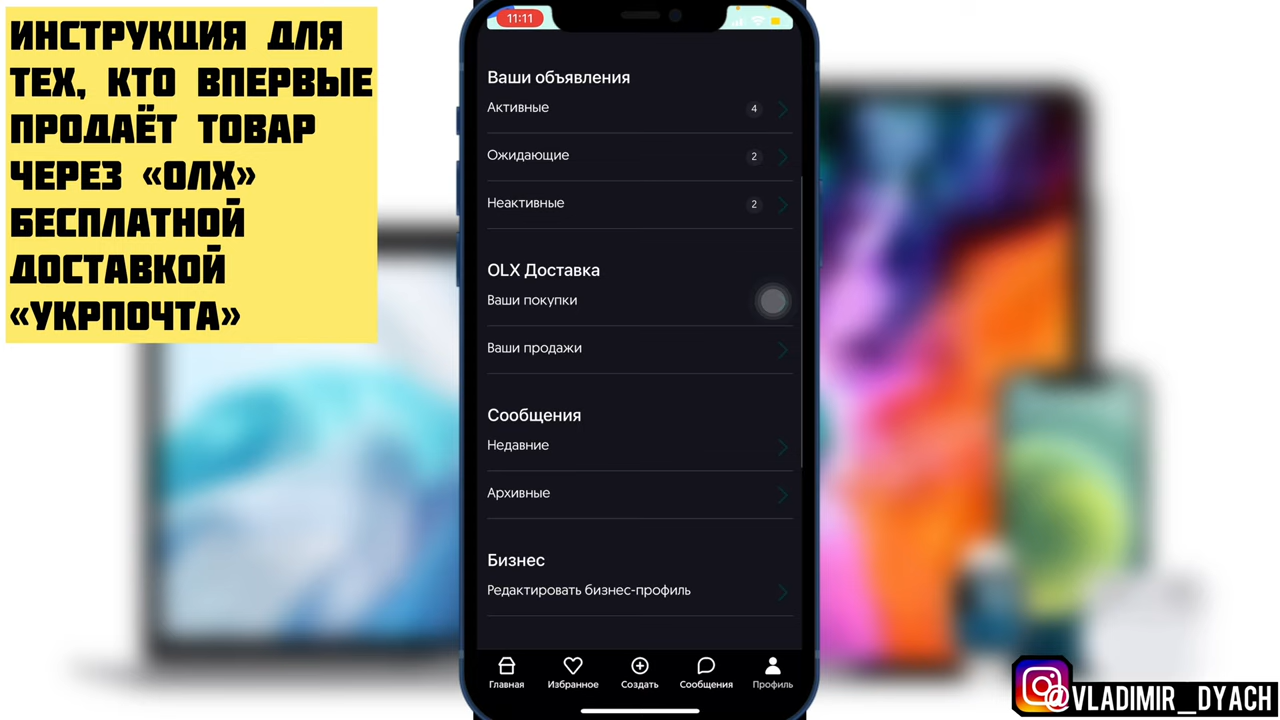 ИНСТРУКЦИЯ ДЛЯ
ТЕХ, КТО ВПЕРВЫЕ
ПРОДАЁТ ТОВАР
ЧЕРЕЗ «ОЛХ»
БЕСПЛАТНОЙ
ДОСТАВКОЙ
«УКРПОЧТА»
11:11
Ваши объявления
Активные 4
Ожидающие 2
Неактивные 2
OLX Доставка
Ваши покупки
Ваши продажи
Сообщения
Недавние
Архивные
Бизнес
Редактировать бизнес-профиль
Главная Избранное Создать Сообщения Профиль
@VLADIMIR_DYACH